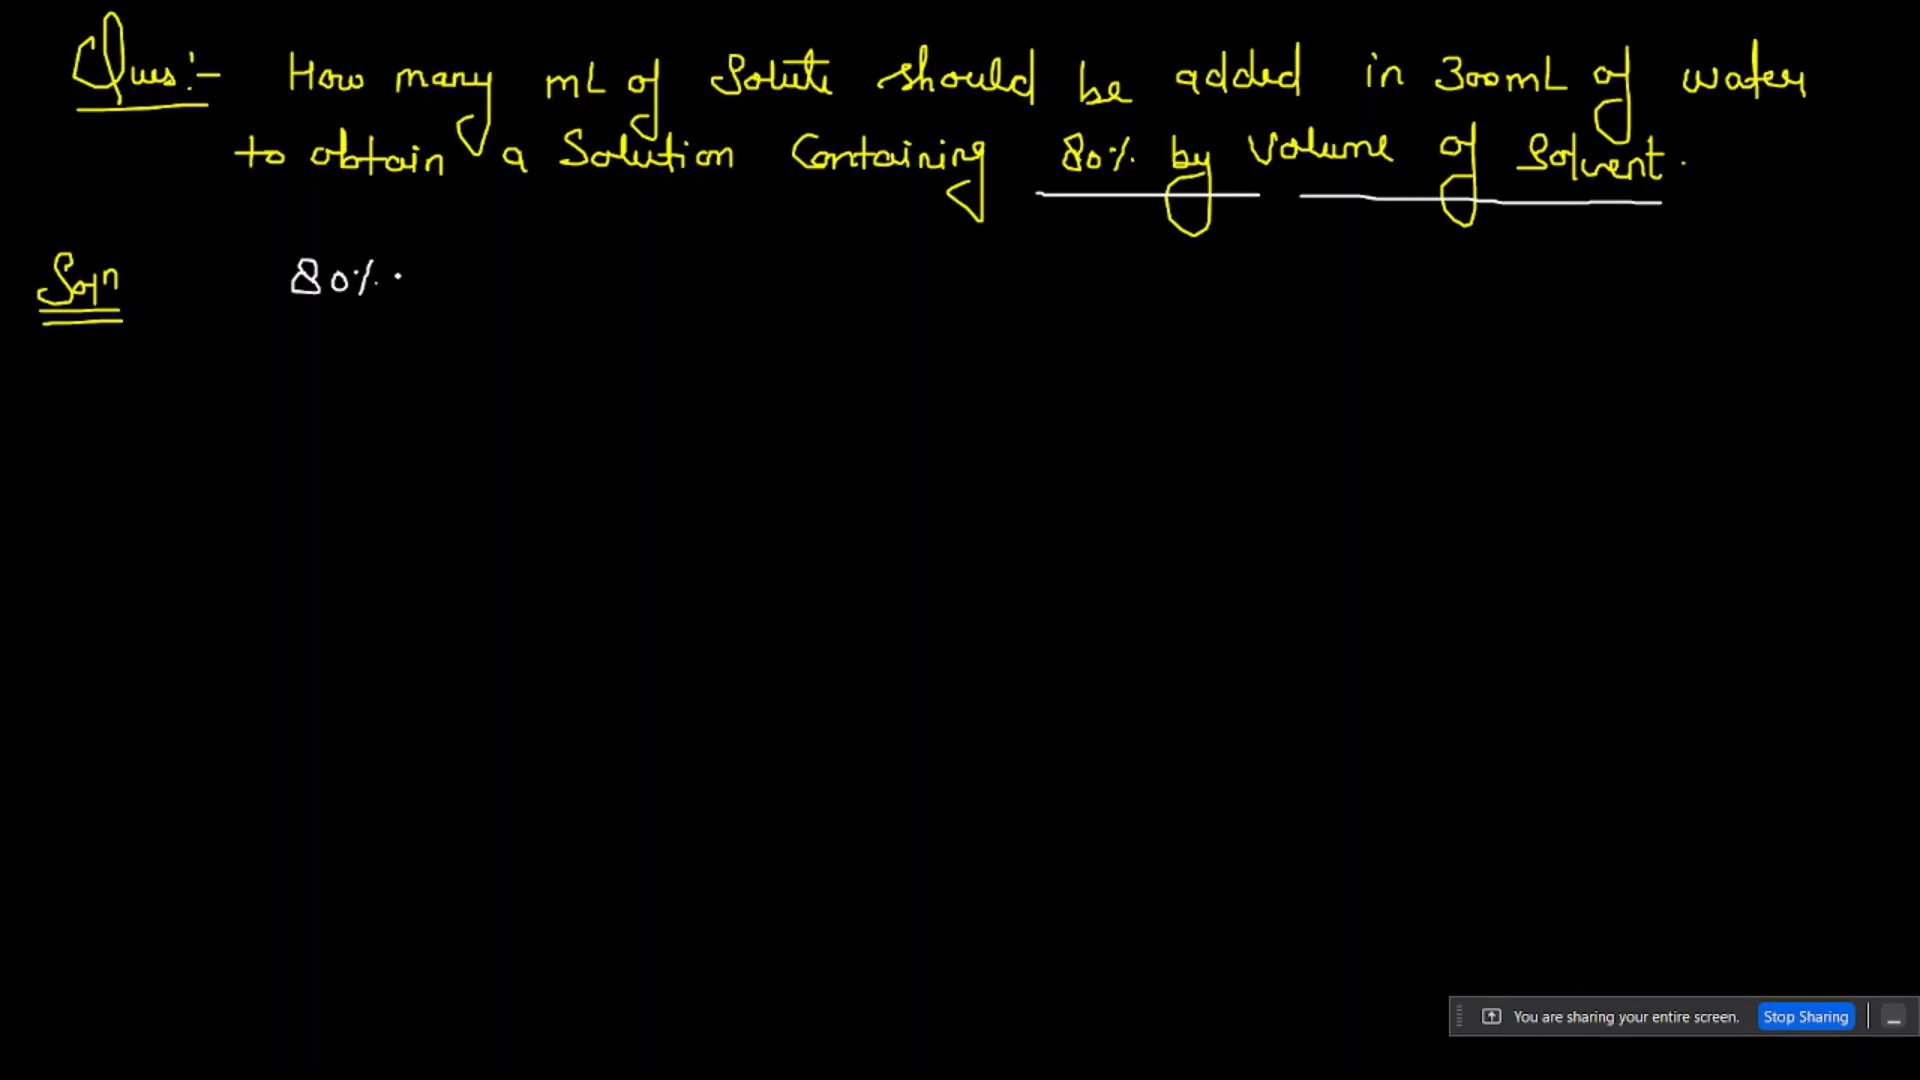 Ques:- How many mL of Solute should be added in 300mL of water
to obtain a Solution Containing 80% by Volume of Solvent.
Soln 80%.
You are sharing your entire screen. Stop Sharing